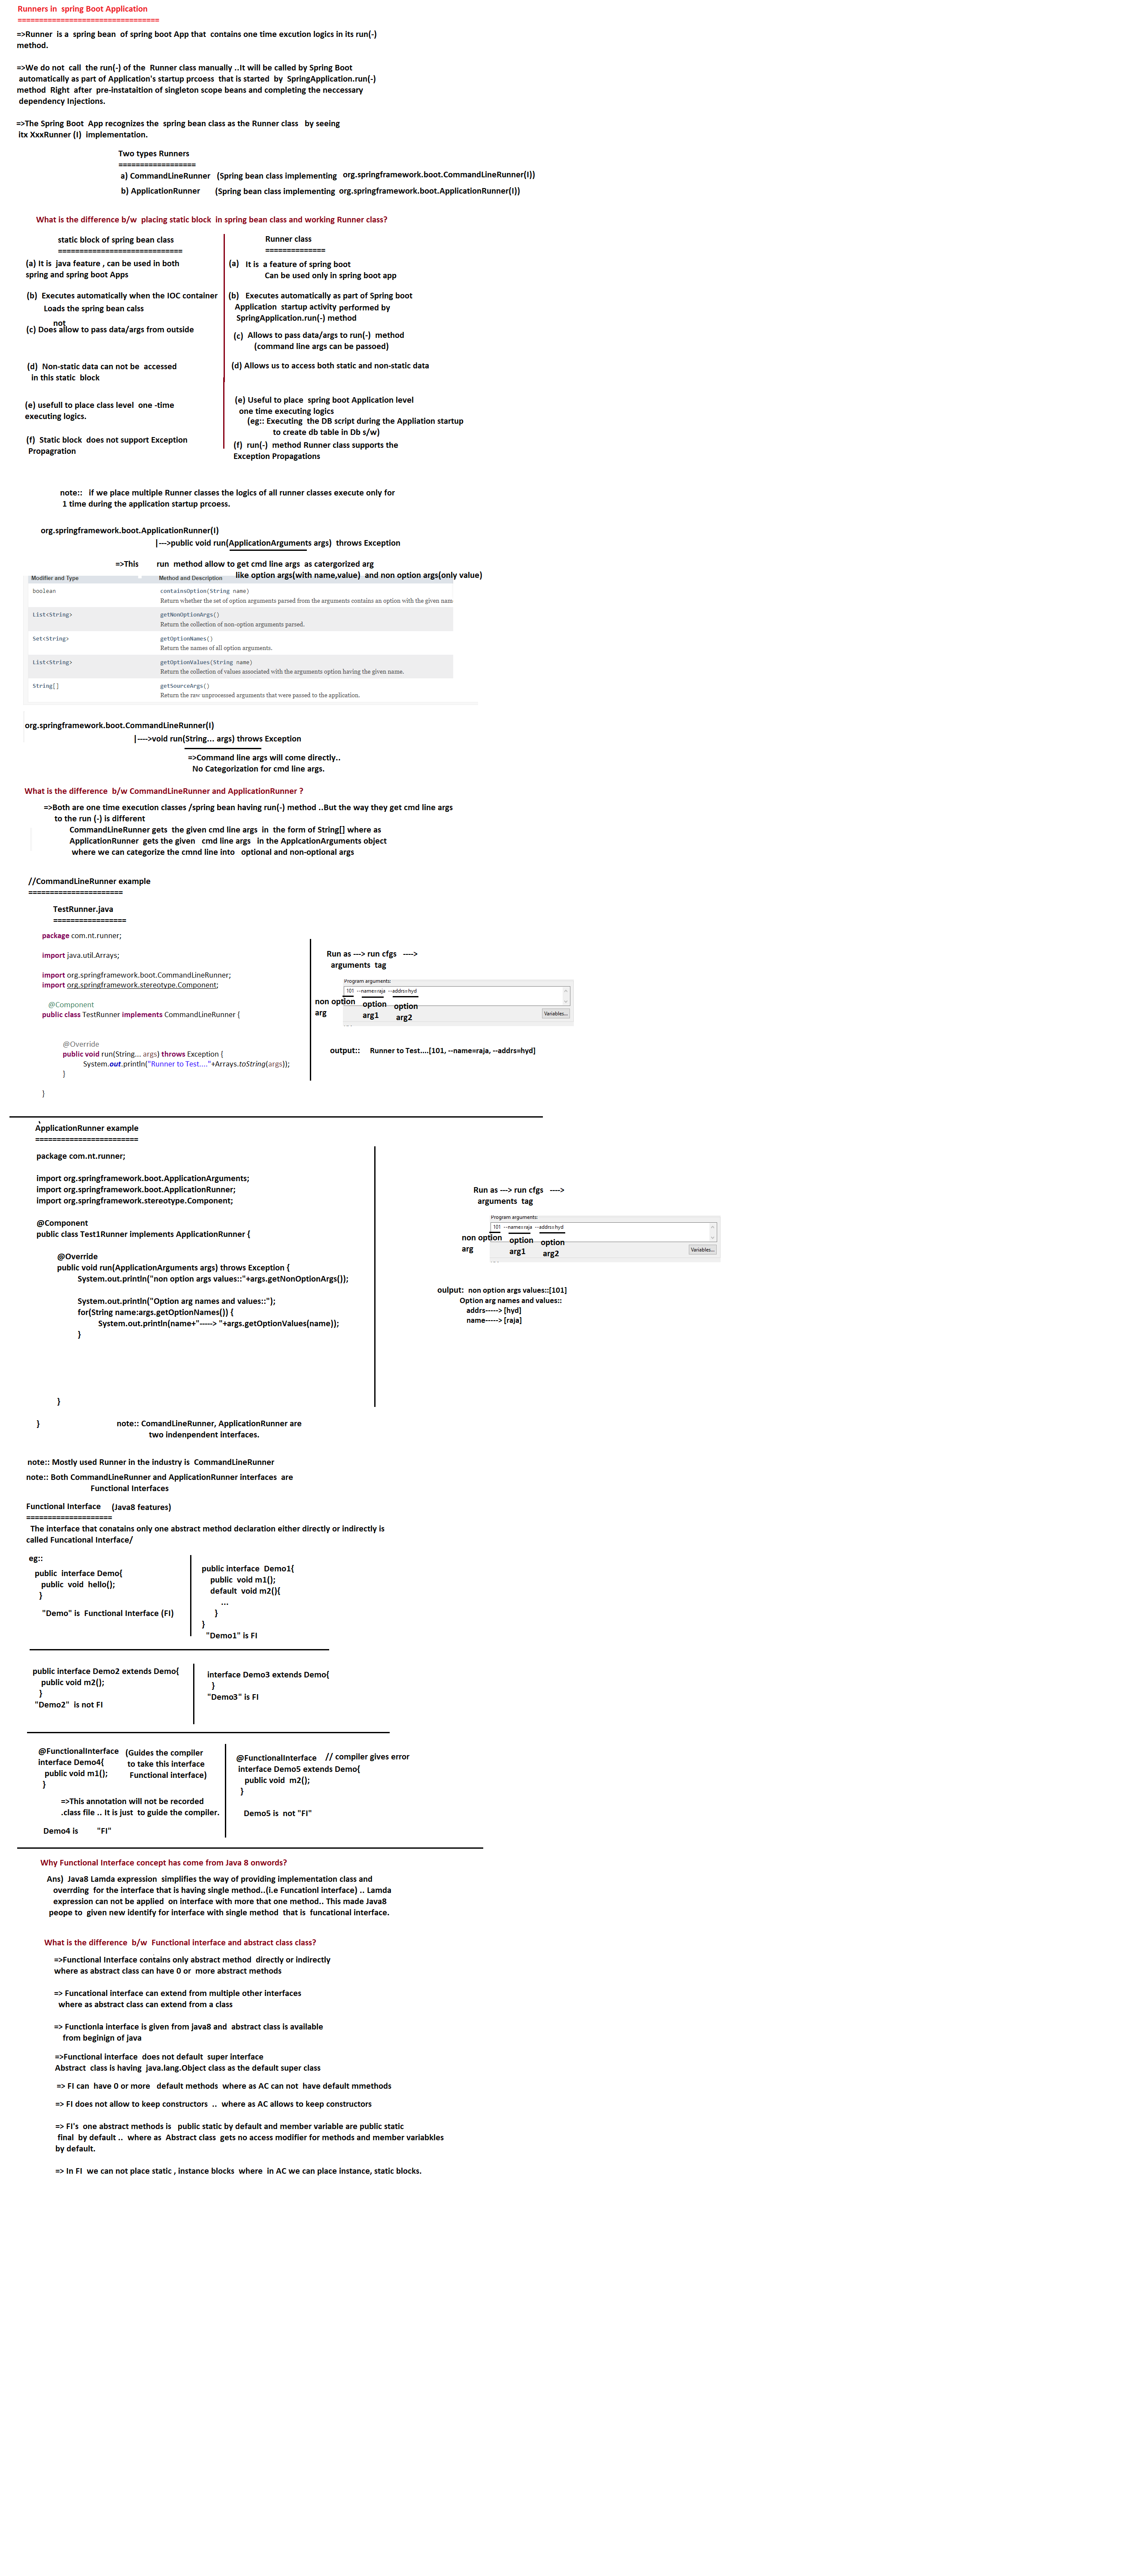 Runners in  spring Boot Application
=================================
=>Runner  is a  spring bean  of spring boot App that  contains one time excution logics in its run(-)
method.
=>We do not  call  the run(-) of the  Runner class manually ..It will be called by Spring Boot
automatically as part of Application's startup prcoess  that is started  by  SpringApplication.run(-)
method  Right  after  pre-instataition of singleton scope beans and completing the neccessary
dependency Injections.
=>The Spring Boot  App recognizes the  spring bean class as the Runner class   by seeing
itx XxxRunner (I)  implementation.
Two types Runners
==================
a) CommandLineRunner   (Spring bean class implementing   org.springframework.boot.CommandLineRunner(I))
b) ApplicationRunner       (Spring bean class implementing  org.springframework.boot.ApplicationRunner(I))
What is the difference b/w  placing static block  in spring bean class and working Runner class?
static block of spring bean class
=============================
(a) It is  java feature , can be used in both
spring and spring boot Apps
(b)  Executes automatically when the IOC container
Loads the spring bean calss
not
(c) Does allow to pass data/args from outside
(d)  Non-static data can not be  accessed
in this static  block
(e) usefull to place class level  one -time
executing logics.
(f)  Static block  does not support Exception
Propagration
Runner class
==============
(a)   It is  a feature of spring boot
Can be used only in spring boot app
(b)   Executes automatically as part of Spring boot
Application  startup activity performed by
SpringApplication.run(-) method
(c)  Allows to pass data/args to run(-)  method
(command line args can be passoed)
(d) Allows us to access both static and non-static data
(e) Useful to place  spring boot Application level
one time executing logics
(eg:: Executing  the DB script during the Appliation startup
to create db table in Db s/w)
(f)  run(-)  method Runner class supports the
Exception Propagations
note::   if we place multiple Runner classes the logics of all runner classes execute only for
1 time during the application startup prcoess.
org.springframework.boot.ApplicationRunner(I)
|--->public void run(ApplicationArguments args)  throws Exception
=>This        run  method allow to get cmd line args  as catergorized arg
like option args(with name,value)  and non option args(only value)
Modifier and Type    Method and Description
boolean    containsOption(String name)
Return whether the set of option arguments parsed from the arguments contains an option with the given nam
List<String>    getNonOptionArgs()
Return the collection of non-option arguments parsed.
Set<String>    getOptionNames()
Return the names of all option arguments.
List<String>    getOptionValues(String name)
Return the collection of values associated with the arguments option having the given name.
String[]    getSourceArgs()
Return the raw unprocessed arguments that were passed to the application.
org.springframework.boot.CommandLineRunner(I)
|---->void run(String... args) throws Exception
=>Command line args will come directly..
No Categorization for cmd line args.
What is the difference  b/w CommandLineRunner and ApplicationRunner ?
=>Both are one time execution classes /spring bean having run(-) method ..But the way they get cmd line args
to the run (-) is different
CommandLineRunner gets  the given cmd line args  in  the form of String[] where as
ApplicationRunner  gets the given   cmd line args   in the ApplcationArguments object
where we can categorize the cmnd line into   optional and non-optional args
//CommandLineRunner example
======================
TestRunner.java
=================
package com.nt.runner;
import java.util.Arrays;
import org.springframework.boot.CommandLineRunner;
import org.springframework.stereotype.Component;
@Component
public class TestRunner implements CommandLineRunner {
@Override
public void run(String... args) throws Exception {
System.out.println("Runner to Test...."+Arrays.toString(args));
}
}
Run as ---> run cfgs   ---->
arguments  tag
Program arguments:
101  --name=raja  --addrs=hyd
Variables...
non option
arg
option
arg1
option
arg2
output::     Runner to Test....[101, --name=raja, --addrs=hyd]
ApplicationRunner example
========================
package com.nt.runner;
import org.springframework.boot.ApplicationArguments;
import org.springframework.boot.ApplicationRunner;
import org.springframework.stereotype.Component;
@Component
public class Test1Runner implements ApplicationRunner {
@Override
public void run(ApplicationArguments args) throws Exception {
System.out.println("non option args values::"+args.getNonOptionArgs());
System.out.println("Option arg names and values::");
for(String name:args.getOptionNames()) {
System.out.println(name+"-----> "+args.getOptionValues(name));
}
}
}
Run as ---> run cfgs   ---->
arguments  tag
Program arguments:
101  --name=raja  --addrs=hyd
Variables...
non option
arg
option
arg1
option
arg2
oulput:  non option args values::[101]
Option arg names and values::
addrs-----> [hyd]
name-----> [raja]
note:: ComandLineRunner, ApplicationRunner are
two indenpendent interfaces.
note:: Mostly used Runner in the industry is  CommandLineRunner
note:: Both CommandLineRunner and ApplicationRunner interfaces  are
Functional Interfaces
Functional Interface     (Java8 features)
====================
The interface that conatains only one abstract method declaration either directly or indirectly is
called Funcational Interface/
eg::
public  interface Demo{
public  void  hello();
}
"Demo" is  Functional Interface (FI)
public interface  Demo1{
public  void m1();
default  void m2(){
...
}
}
"Demo1" is FI
public interface Demo2 extends Demo{
public void m2();
}
"Demo2"  is not FI
interface Demo3 extends Demo{
}
"Demo3" is FI
@FunctionalInterface   (Guides the compiler
interface Demo4{       to take this interface
public void m1();       Functional interface)
}
=>This annotation will not be recorded
.class file .. It is just  to guide the compiler.
Demo4 is         "FI"
@FunctionalInterface    // compiler gives error
interface Demo5 extends Demo{
public void  m2();
}
Demo5 is  not "FI"
Why Functional Interface concept has come from Java 8 onwords?
Ans)  Java8 Lamda expression  simplifies the way of providing implementation class and
overrding  for the interface that is having single method..(i.e Funcationl interface) .. Lamda
expression can not be applied  on interface with more that one method.. This made Java8
peope to  given new identify for interface with single method  that is  funcational interface.
What is the difference  b/w  Functional interface and abstract class class?
=>Functional Interface contains only abstract method  directly or indirectly
where as abstract class can have 0 or  more abstract methods
=> Funcational interface can extend from multiple other interfaces
where as abstract class can extend from a class
=> Functionla interface is given from java8 and  abstract class is available
from beginign of java
=>Functional interface  does not default  super interface
Abstract  class is having  java.lang.Object class as the default super class
=> FI can  have 0 or more   default methods  where as AC can not  have default mmethods
=> FI does not allow to keep constructors  ..  where as AC allows to keep constructors
=> FI's  one abstract methods is   public static by default and member variable are public static
final  by default ..  where as  Abstract class  gets no access modifier for methods and member variabkles
by default.
=> In FI  we can not place static , instance blocks  where  in AC we can place instance, static blocks.